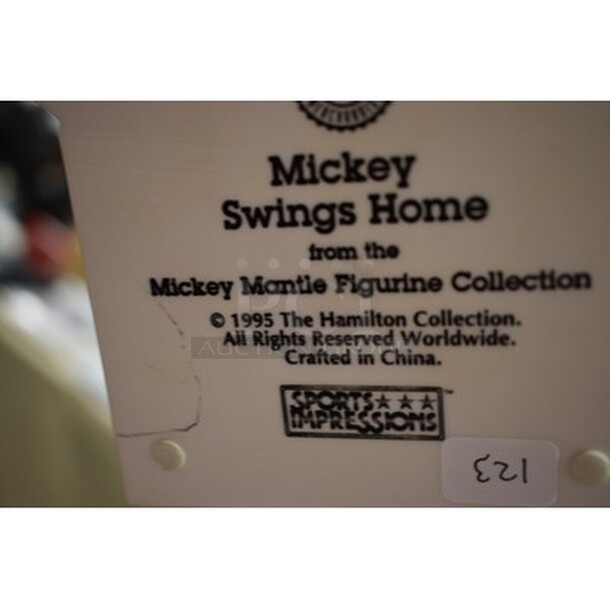 Mickey
Swings Home
from the
Mickey Mantle Figurine Collection
© 1995 The Hamilton Collection.
All Rights Reserved Worldwide.
Crafted in China.
SPORTS★★★
IMPRESSIONS™
123